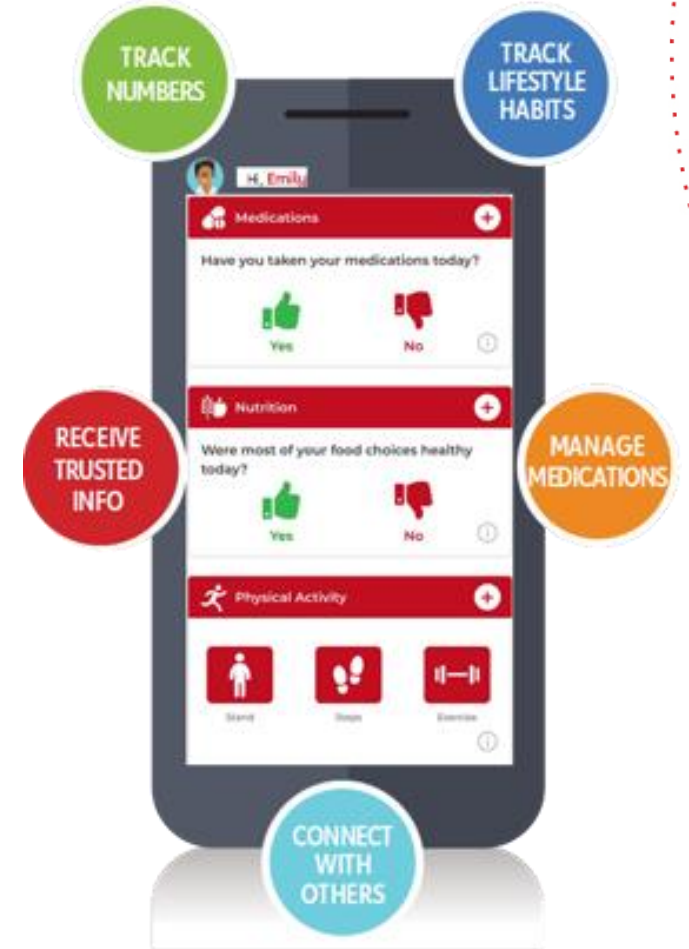 TRACK
NUMBERS
TRACK
LIFESTYLE
HABITS
Hi, Emily
Medications
Have you taken your medications today?
Yes
No
Nutrition
Were most of your food choices healthy
today?
Yes
No
RECEIVE
TRUSTED
INFO
MANAGE
MEDICATIONS
Physical Activity
Stand
Steps
Exercise
CONNECT
WITH
OTHERS